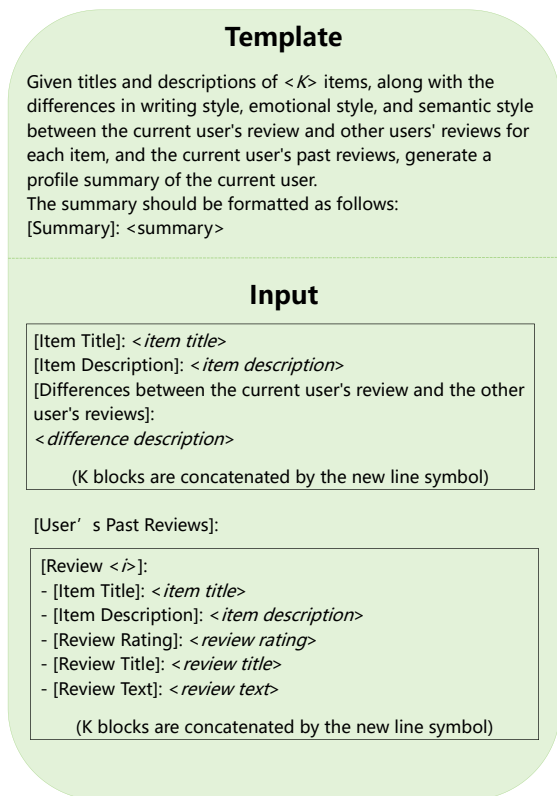 Template
Given titles and descriptions of <K> items, along with the
differences in writing style, emotional style, and semantic style
between the current user's review and other users' reviews for
each item, and the current user's past reviews, generate a
profile summary of the current user.
The summary should be formatted as follows:
[Summary]: <summary>
Input
[Item Title]: <item title>
[Item Description]: <item description>
[Differences between the current user's review and the other
user's reviews]:
<difference description>
(K blocks are concatenated by the new line symbol)
[User’s Past Reviews]:
[Review <i>]:
- [Item Title]: <item title>
- [Item Description]: <item description>
- [Review Rating]: <review rating>
- [Review Title]: <review title>
- [Review Text]: <review text>
(K blocks are concatenated by the new line symbol)